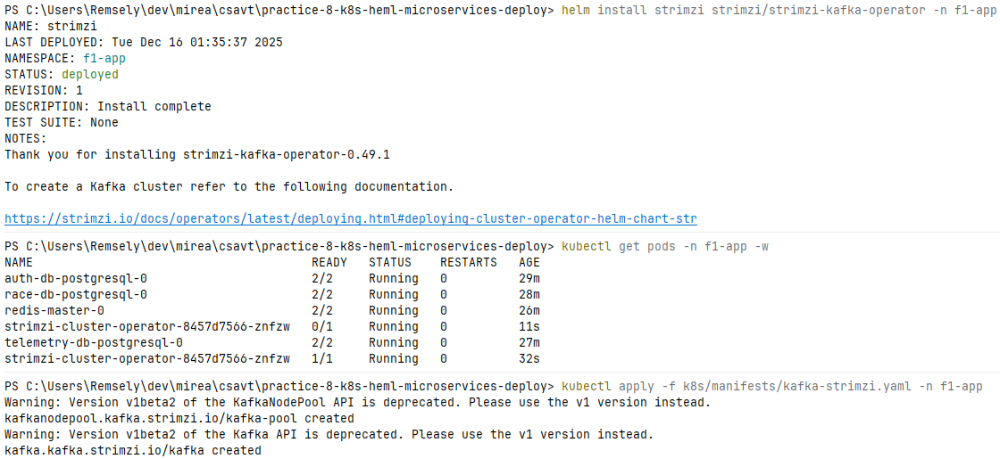 PS C:\Users\Remsely\dev\mirea\csavt\practice-8-k8s-heml-microservices-deploy> helm install strimzi strimzi/strimzi-kafka-operator -n f1-app
NAME: strimzi
LAST DEPLOYED: Tue Dec 16 01:35:37 2025
NAMESPACE: f1-app
STATUS: deployed
REVISION: 1
DESCRIPTION: Install complete
TEST SUITE: None
NOTES:
Thank you for installing strimzi-kafka-operator-0.49.1
To create a Kafka cluster refer to the following documentation.
https://strimzi.io/docs/operators/latest/deploying.html#deploying-cluster-operator-helm-chart-str
PS C:\Users\Remsely\dev\mirea\csavt\practice-8-k8s-heml-microservices-deploy> kubectl get pods -n f1-app -w
NAME READY STATUS RESTARTS AGE
auth-db-postgresql-0 2/2 Running 0 29m
race-db-postgresql-0 2/2 Running 0 28m
redis-master-0 2/2 Running 0 26m
strimzi-cluster-operator-8457d7566-znfzw 0/1 Running 0 11s
telemetry-db-postgresql-0 2/2 Running 0 27m
strimzi-cluster-operator-8457d7566-znfzw 1/1 Running 0 32s
PS C:\Users\Remsely\dev\mirea\csavt\practice-8-k8s-heml-microservices-deploy> kubectl apply -f k8s/manifests/kafka-strimzi.yaml -n f1-app
Warning: Version v1beta2 of the KafkaNodePool API is deprecated. Please use the v1 version instead.
kafkanodepool.kafka.strimzi.io/kafka-pool created
Warning: Version v1beta2 of the Kafka API is deprecated. Please use the v1 version instead.
kafka.kafka.strimzi.io/kafka created